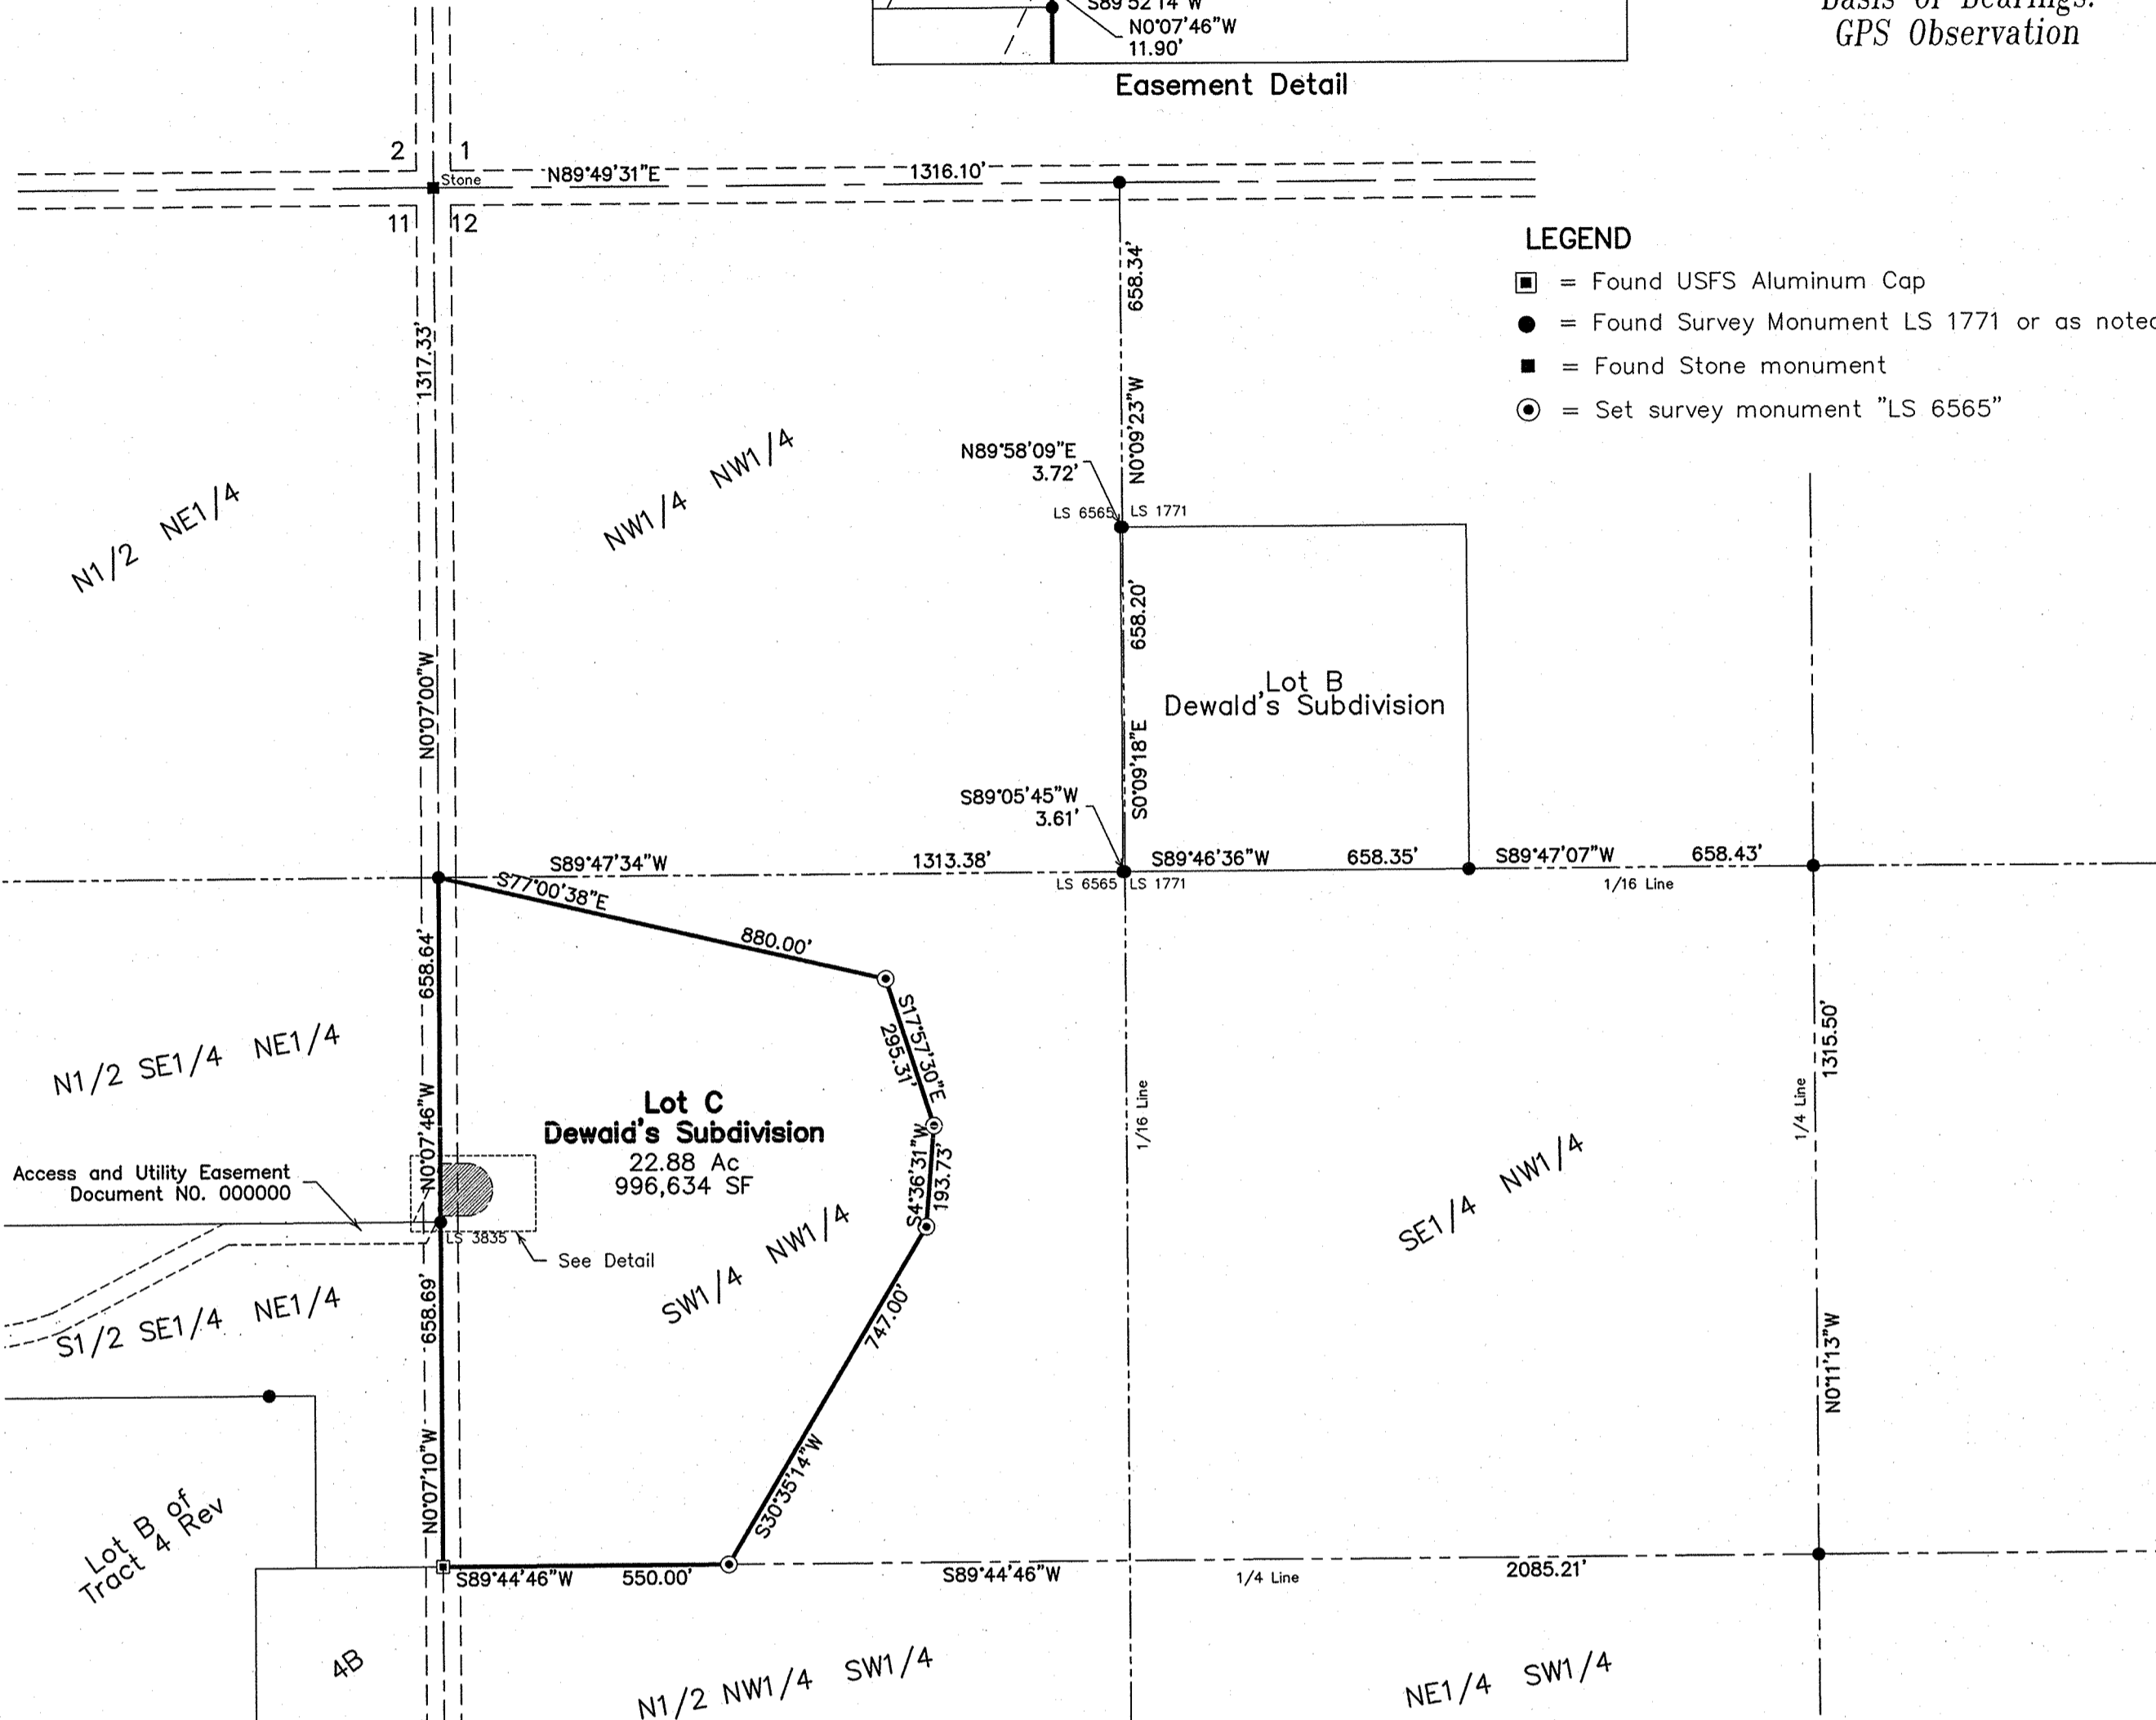 S89°52'14"W
N0°07'46"W
11.90'
Easement Detail
Basis of Bearings:
GPS Observation
2
1
Stone
N89°49'31"E
1316.10'
11
12
LEGEND
= Found USFS Aluminum Cap
= Found Survey Monument LS 1771 or as noted
= Found Stone monument
= Set survey monument "LS 6565"
1317.33'
658.34'
N0°09'23"W
N1/2 NE1/4
NW1/4 NW1/4
N89°58'09"E
3.72'
LS 6565
LS 1771
658.20'
N0°07'00"W
Lot B
Dewald's Subdivision
S0°09'18"E
S89°05'45"W
3.61'
S89°47'34"W
1313.38'
S89°46'36"W
658.35'
S89°47'07"W
658.43'
LS 6565
LS 1771
1/16 Line
S77°00'38"E
880.00'
658.64'
S17°57'30"E
295.31'
1315.50'
N1/2 SE1/4 NE1/4
N0°07'46"W
Lot C
Dewald's Subdivision
22.88 Ac
996,634 SF
S4°36'31"W
193.73'
1/16 Line
1/4 Line
SE1/4 NW1/4
Access and Utility Easement
Document NO. 000000
LS 3835
See Detail
SW1/4 NW1/4
658.69'
S1/2 SE1/4 NE1/4
747.00'
N0°11'13"W
N0°07'10"W
S30°35'14"W
Lot B of
Tract 4 Rev
S89°44'46"W
550.00'
S89°44'46"W
1/4 Line
2085.21'
4B
N1/2 NW1/4 SW1/4
NE1/4 SW1/4